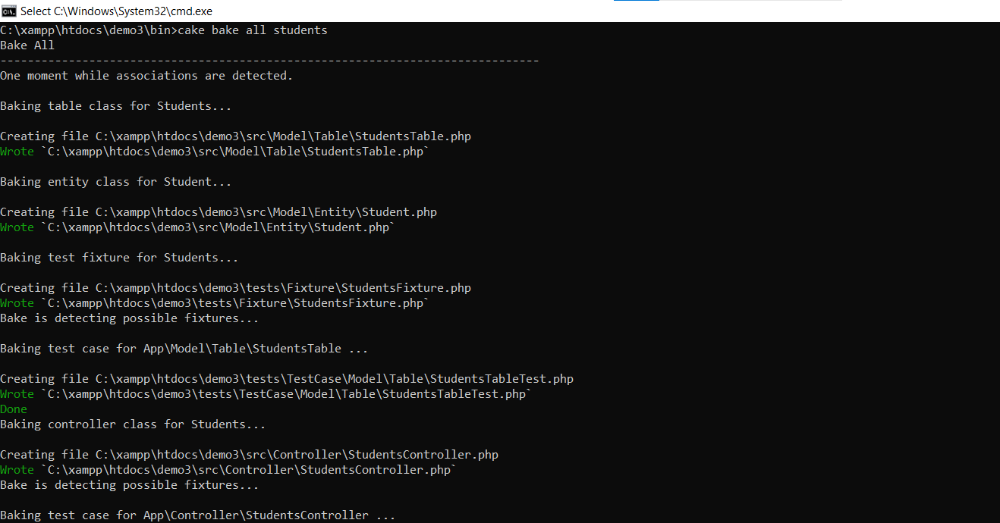 Select C:\Windows\System32\cmd.exe
C:\xampp\htdocs\demo3\bin>cake bake all students
Bake All
-------------------------------------------------------------------------------
One moment while associations are detected.
Baking table class for Students...
Creating file C:\xampp\htdocs\demo3\src\Model\Table\StudentsTable.php
Wrote `C:\xampp\htdocs\demo3\src\Model\Table\StudentsTable.php`
Baking entity class for Student...
Creating file C:\xampp\htdocs\demo3\src\Model\Entity\Student.php
Wrote `C:\xampp\htdocs\demo3\src\Model\Entity\Student.php`
Baking test fixture for Students...
Creating file C:\xampp\htdocs\demo3\tests\Fixture\StudentsFixture.php
Wrote `C:\xampp\htdocs\demo3\tests\Fixture\StudentsFixture.php`
Bake is detecting possible fixtures...
Baking test case for App\Model\Table\StudentsTable ...
Creating file C:\xampp\htdocs\demo3\tests\TestCase\Model\Table\StudentsTableTest.php
Wrote `C:\xampp\htdocs\demo3\tests\TestCase\Model\Table\StudentsTableTest.php`
Done
Baking controller class for Students...
Creating file C:\xampp\htdocs\demo3\src\Controller\StudentsController.php
Wrote `C:\xampp\htdocs\demo3\src\Controller\StudentsController.php`
Bake is detecting possible fixtures...
Baking test case for App\Controller\StudentsController ...